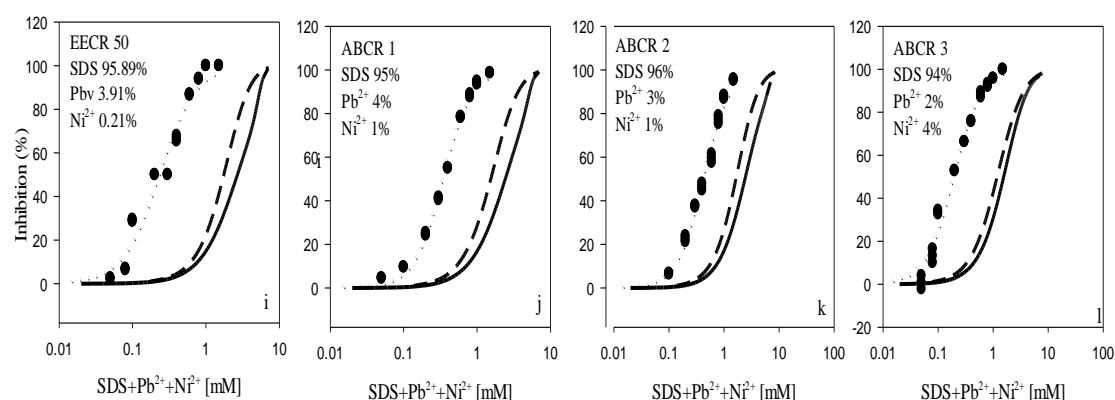 Inhibition (%)
120
100
80
60
40
20
0
EECR 50
SDS 95.89%
Pbv 3.91%
Ni²⁺ 0.21%
i
0.01
0.1
1
10
SDS+Pb²⁺+Ni²⁺ [mM]
120
100
80
60
40
20
0
ABCR 1
SDS 95%
Pb²⁺ 4%
Ni²⁺ 1%
j
0.01
0.1
1
10
SDS+Pb²⁺+Ni²⁺ [mM]
120
100
80
60
40
20
0
ABCR 2
SDS 96%
Pb²⁺ 3%
Ni²⁺ 1%
k
0.01
0.1
1
10
100
SDS+Pb²⁺+Ni²⁺ [mM]
120
100
80
60
40
20
0
-20
ABCR 3
SDS 94%
Pb²⁺ 2%
Ni²⁺ 4%
l
0.01
0.1
1
10
100
SDS+Pb²⁺+Ni²⁺ [mM]